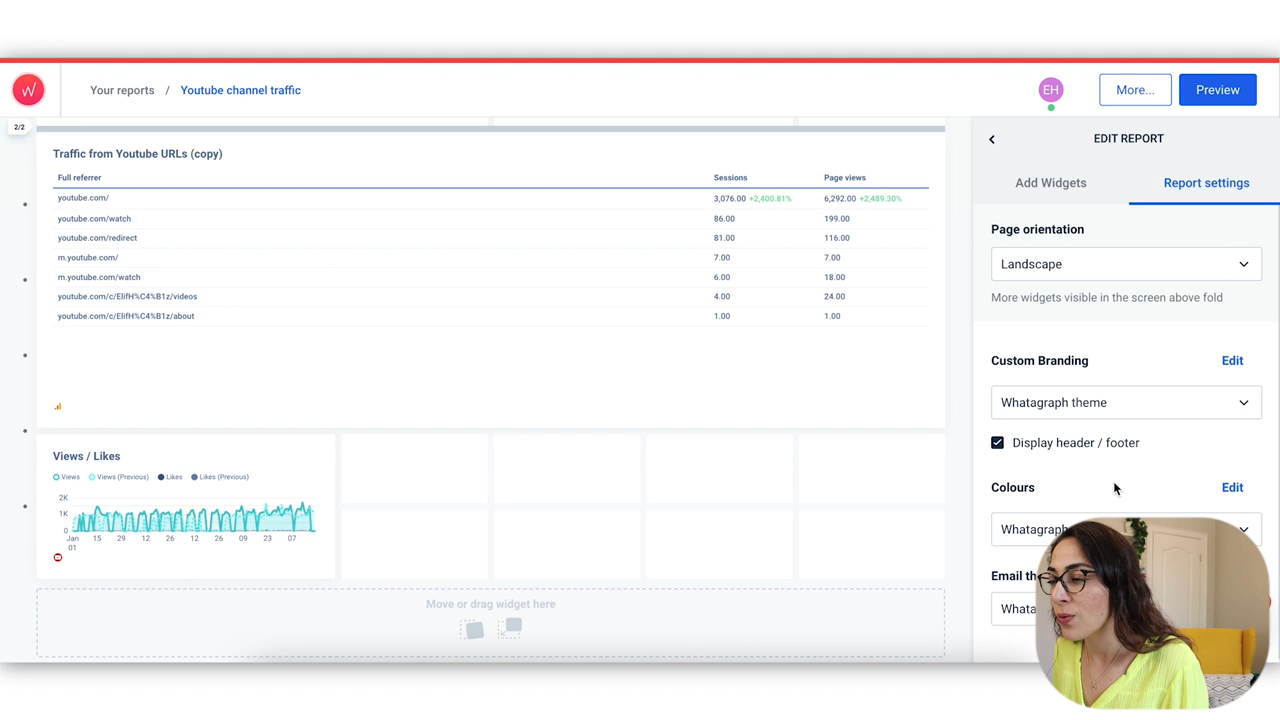 Your reports / Youtube channel traffic
EH
More...
Preview
2/2
EDIT REPORT
Add Widgets
Report settings
Traffic from Youtube URLs (copy)
Full referrer Sessions Page views
youtube.com/ 3,076.00 +2,400.81% 6,292.00 +2,489.30%
youtube.com/watch 86.00 199.00
youtube.com/redirect 81.00 116.00
m.youtube.com/ 7.00 7.00
m.youtube.com/watch 6.00 18.00
youtube.com/c/ElifH%C4%B1z/videos 4.00 24.00
youtube.com/c/ElifH%C4%B1z/about 1.00 1.00
Views / Likes
Views Views (Previous) Likes Likes (Previous)
2K
1K
0
Jan 01 15 29 12 26 12 26 09 23 07
Move or drag widget here
Page orientation
Landscape
More widgets visible in the screen above fold
Custom Branding Edit
Whatagraph theme
Display header / footer
Colours Edit
Whatagraph
Email th
Whata